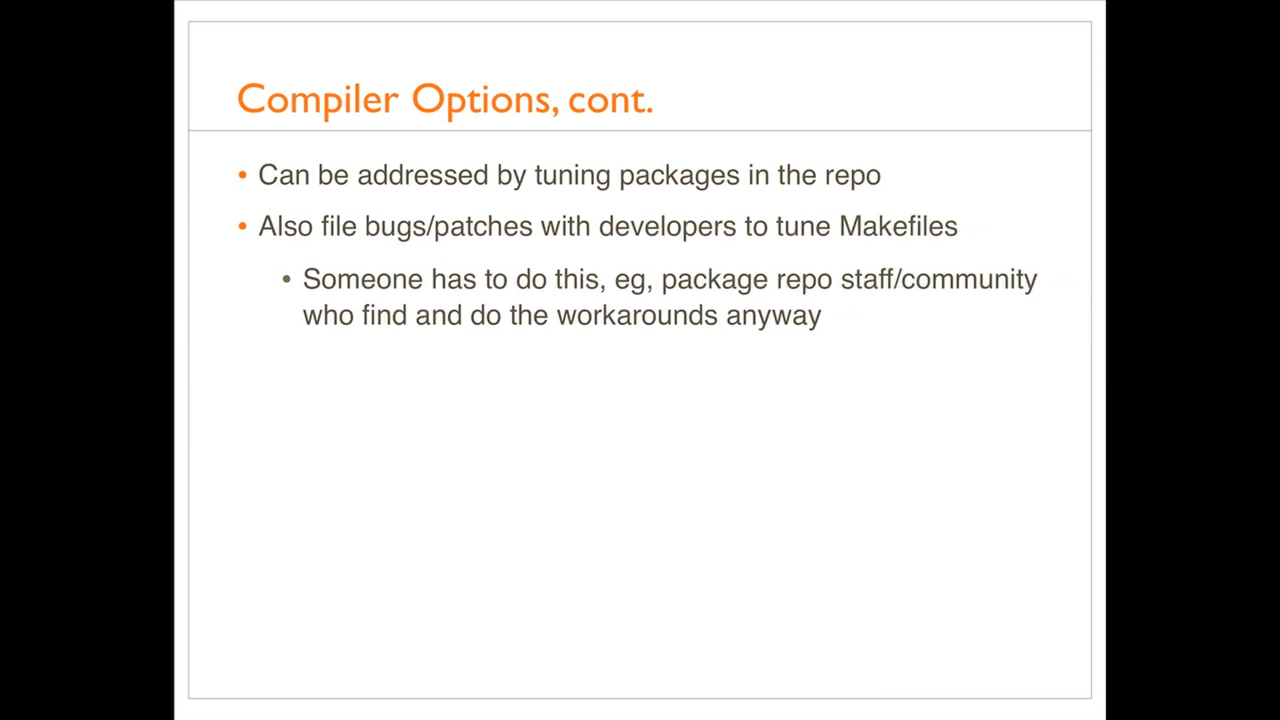 Compiler Options, cont.
• Can be addressed by tuning packages in the repo
• Also file bugs/patches with developers to tune Makefiles
• Someone has to do this, eg, package repo staff/community
who find and do the workarounds anyway